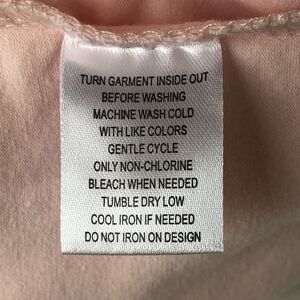 TURN GARMENT INSIDE OUT
BEFORE WASHING
MACHINE WASH COLD
WITH LIKE COLORS
GENTLE CYCLE
ONLY NON-CHLORINE
BLEACH WHEN NEEDED
TUMBLE DRY LOW
COOL IRON IF NEEDED
DO NOT IRON ON DESIGN